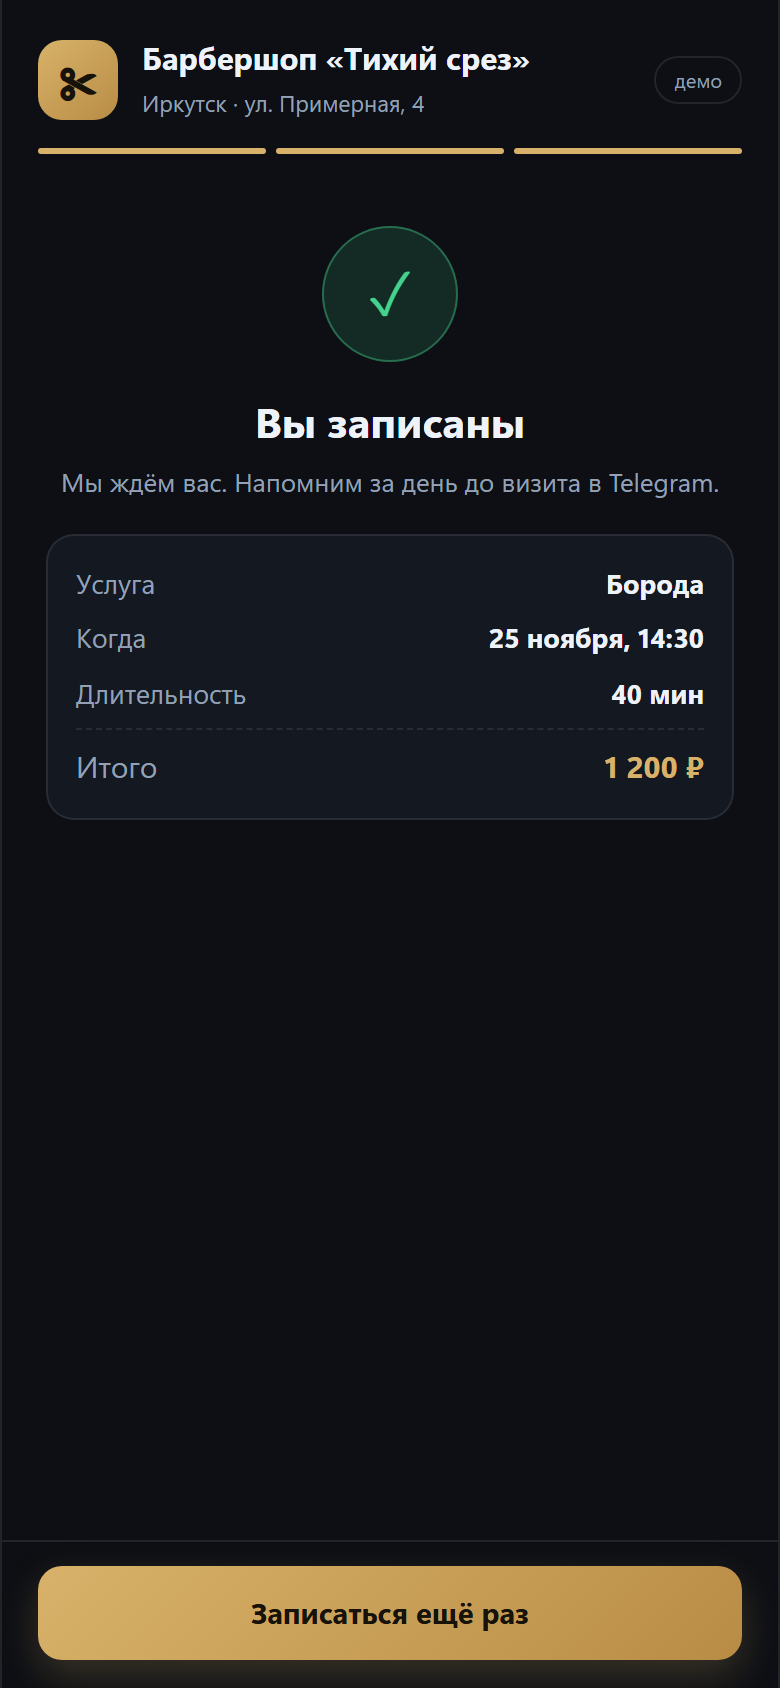 Барбершоп «Тихий срез»
Иркутск · ул. Примерная, 4
демо
Вы записаны
Мы ждём вас. Напомним за день до визита в Telegram.
Услуга Борода
Когда 25 ноября, 14:30
Длительность 40 мин
Итого 1 200 ₽
Записаться ещё раз